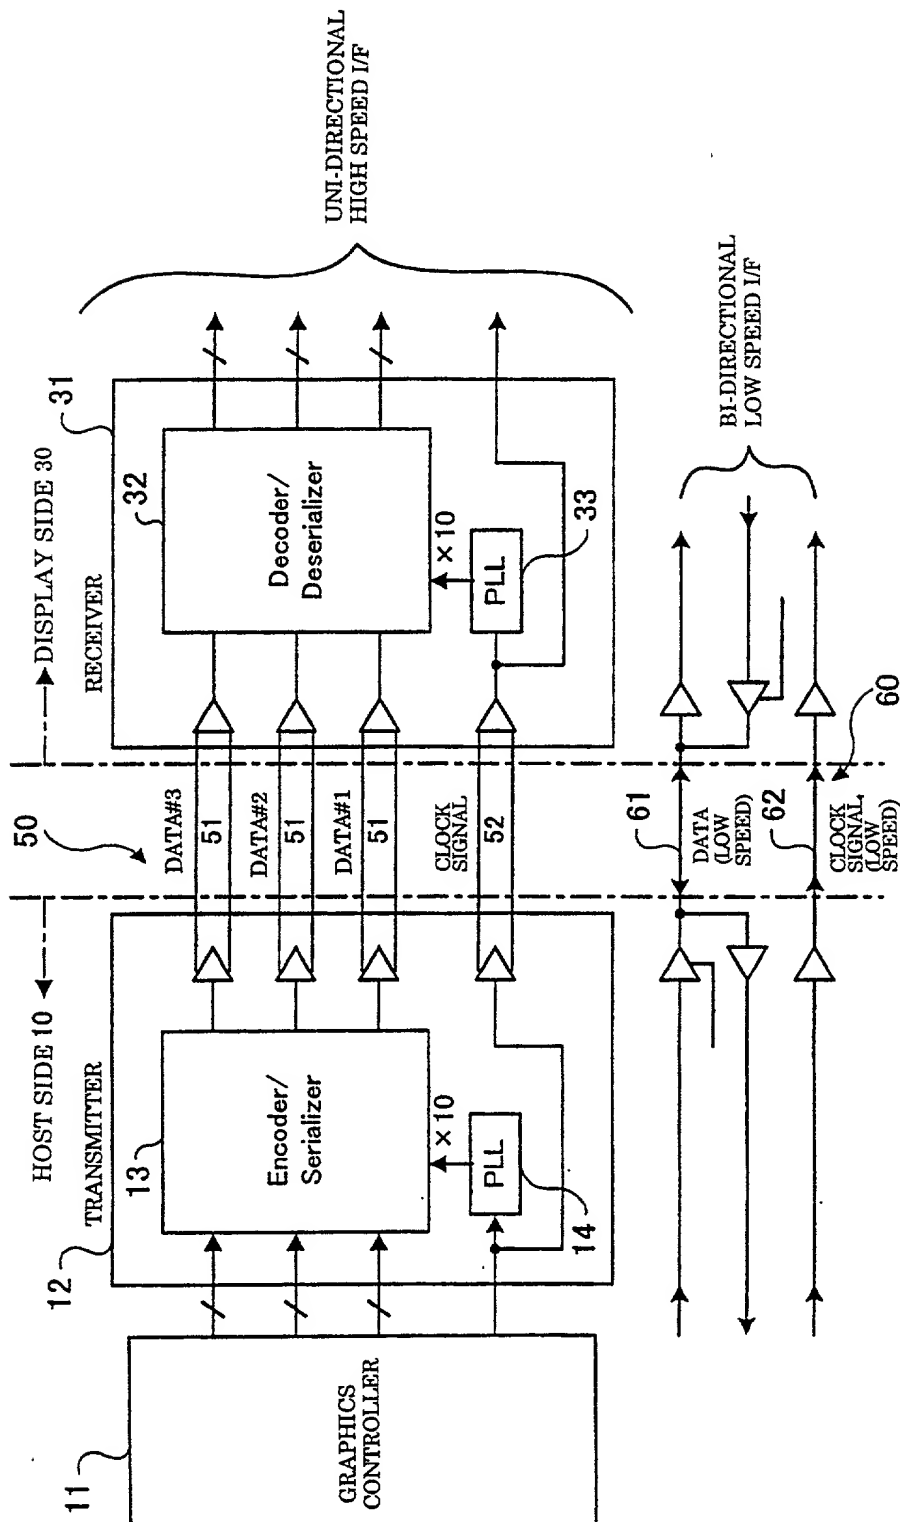 HOST SIDE 10
DISPLAY SIDE 30
50
11
GRAPHICS
CONTROLLER
12
TRANSMITTER
13
Encoder/
Serializer
×10
PLL
14
DATA#3
51
DATA#2
51
DATA#1
51
CLOCK
SIGNAL
52
RECEIVER
31
32
Decoder/
Deserializer
×10
PLL
33
UNI-DIRECTIONAL
HIGH SPEED I/F
61
DATA
(LOW
SPEED)
62
CLOCK
SIGNAL
(LOW
SPEED)
60
BI-DIRECTIONAL
LOW SPEED I/F